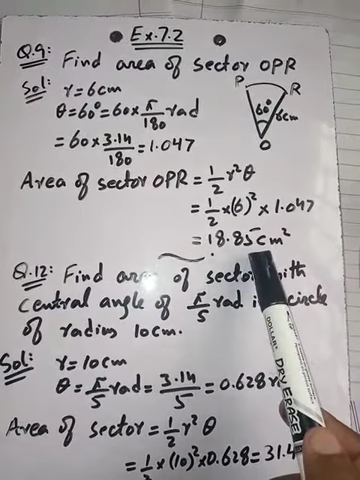 Ex.7.2
Q.9: Find area of sector OPR
Sol: r=6cm
θ=60°=60×π/180 rad
=60×3.14/180=1.047
P
R
60°
6cm
O
Area of sector OPR=1/2 r²θ
=1/2×(6)²×1.047
=18.85cm²
Q.12: Find area of sector with
central angle of π/5 rad in circle
of radius 10cm.
Sol: r=10cm
θ=π/5 rad=3.14/5=0.628
Area of sector=1/2 r² θ
=1/2×(10)²×0.628=31.4
DOLLAR DRY ERASE